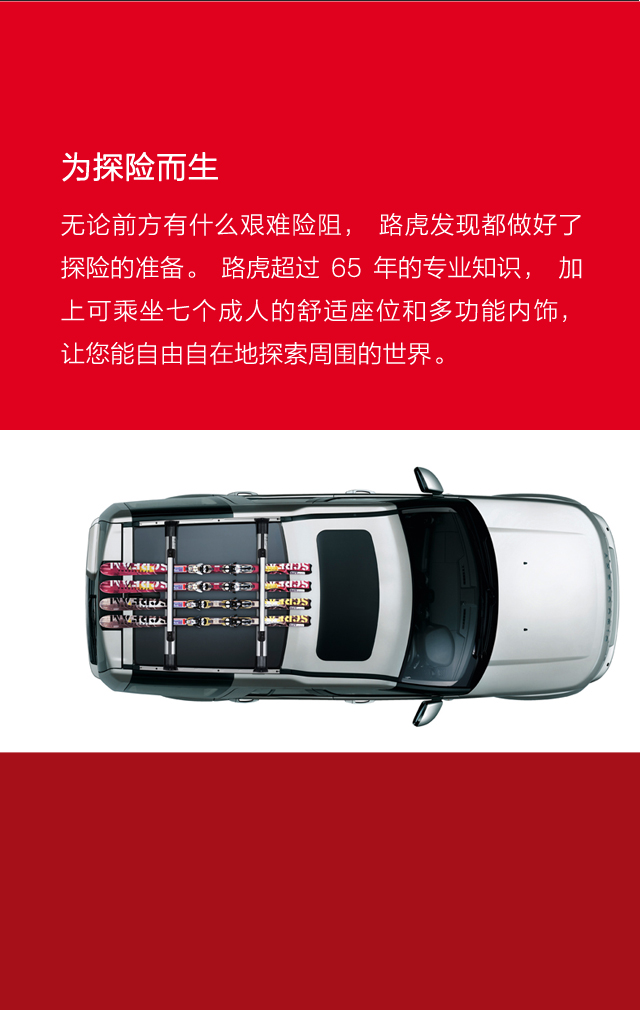 为探险而生
无论前方有什么艰难险阻， 路虎发现都做好了
探险的准备。 路虎超过 65 年的专业知识， 加
上可乘坐七个成人的舒适座位和多功能内饰，
让您能自由自在地探索周围的世界。